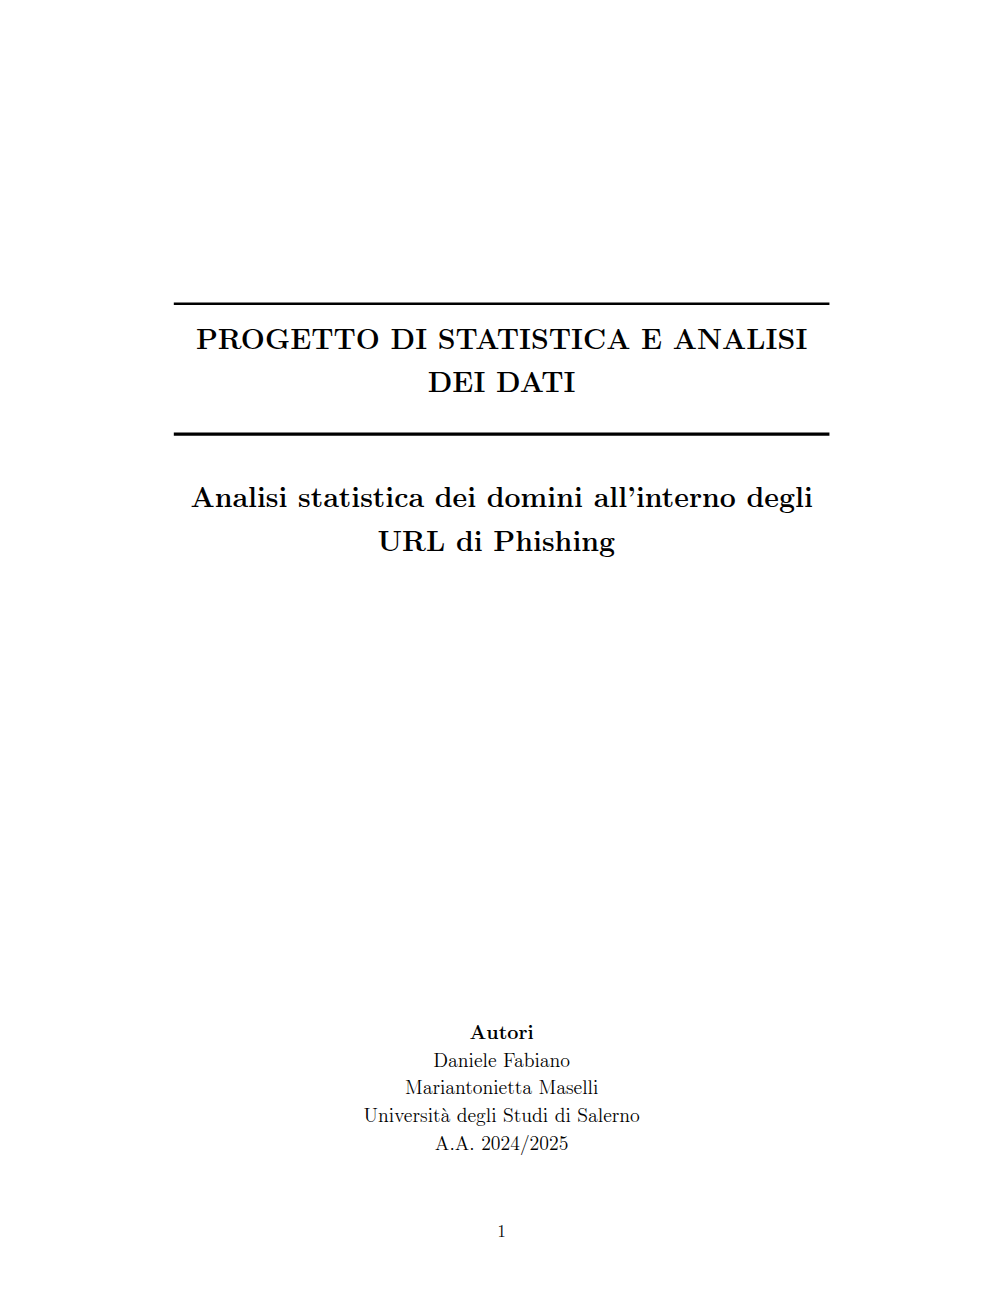 PROGETTO DI STATISTICA E ANALISI
DEI DATI
Analisi statistica dei domini all'interno degli
URL di Phishing
Autori
Daniele Fabiano
Mariantonietta Maselli
Università degli Studi di Salerno
A.A. 2024/2025
1